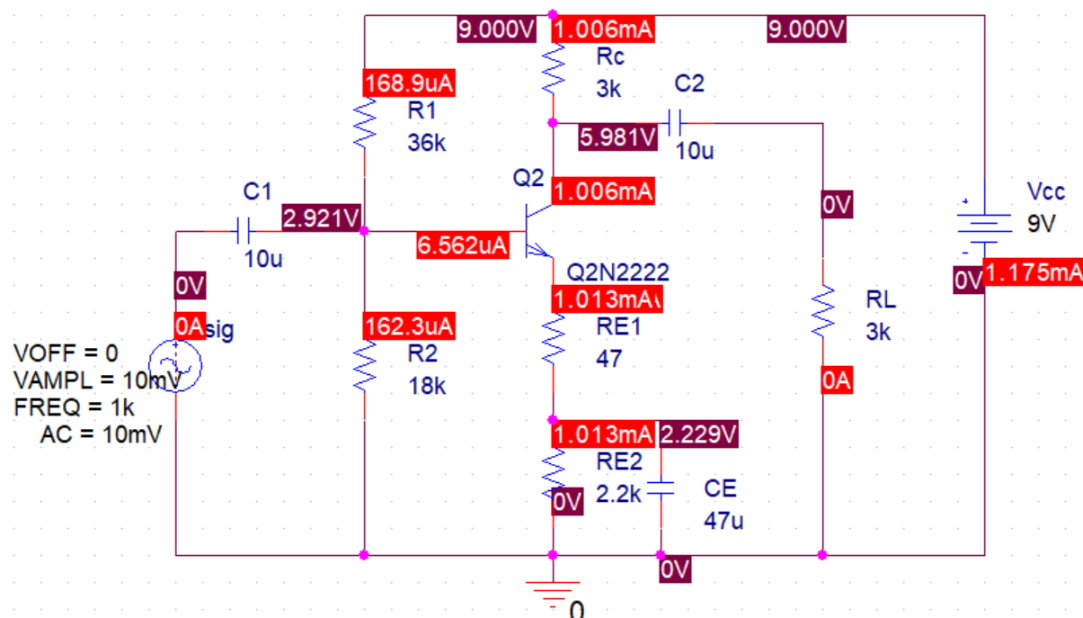 9.000V
1.006mA
9.000V
Rc
3k
168.9uA
R1
36k
C2
5.981V
10u
Q2
1.006mA
C1
2.921V
10u
6.562uA
Q2N2222
0V
Vcc
9V
0V
1.175mA
0V
1.013mA
RE1
47
RL
3k
0A
sig
162.3uA
R2
18k
VOFF = 0
VAMPL = 10mV
FREQ = 1k
AC = 10mV
0A
1.013mA
2.229V
RE2
2.2k
0V
CE
47u
0V
0